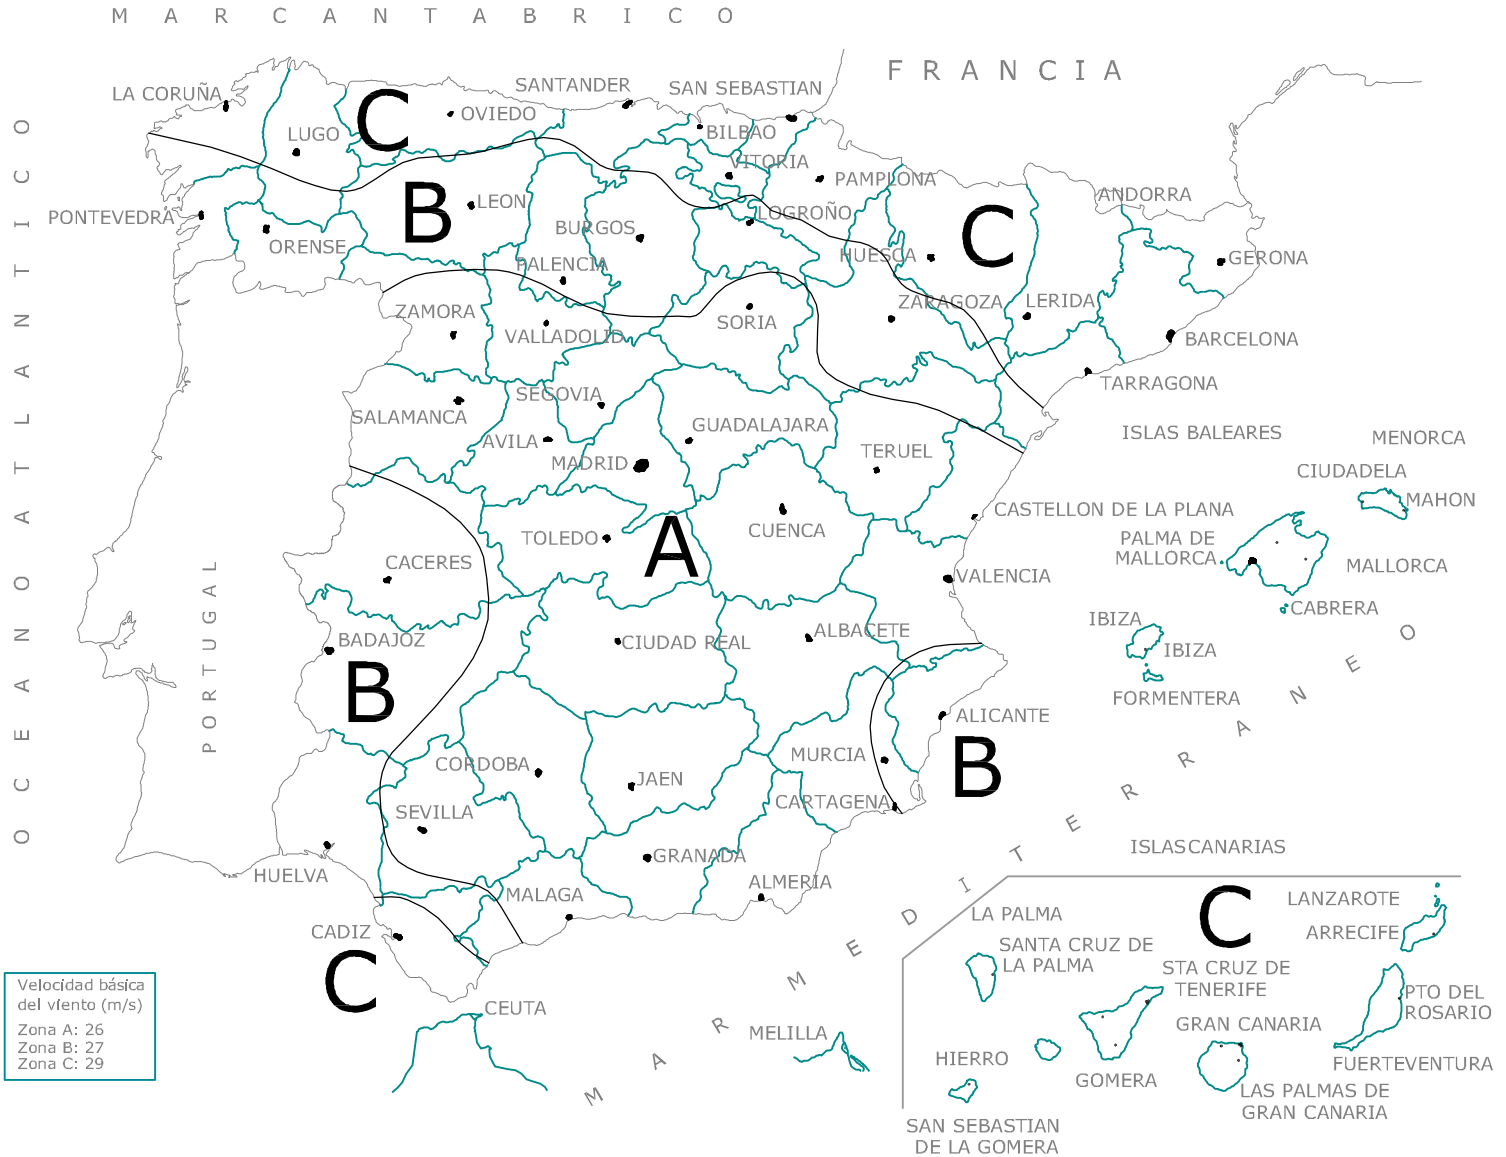 M A R C A N T A B R I C O
F R A N C I A
SANTANDER
SAN SEBASTIAN
LA CORUÑA
OVIEDO
C
LUGO
BILBAO
VITORIA
PAMPLONA
ANDORRA
LEON
B
PONTEVEDRA
LOGROÑO
C
BURGOS
ORENSE
HUESCA
GERONA
PALENCIA
ZAMORA
ZARAGOZA
LERIDA
SORIA
VALLADOLID
BARCELONA
TARRAGONA
SEGOVIA
SALAMANCA
GUADALAJARA
AVILA
ISLAS BALEARES
MENORCA
TERUEL
MADRID
CIUDADELA
MAHON
CASTELLON DE LA PLANA
CUENCA
TOLEDO
A
PALMA DE
MALLORCA
MALLORCA
CACERES
VALENCIA
CABRERA
IBIZA
ALBACETE
BADAJOZ
CIUDAD REAL
IBIZA
B
FORMENTERA
ALICANTE
MURCIA
B
CORDOBA
JAEN
CARTAGENA
SEVILLA
ISLASCANARIAS
GRANADA
HUELVA
ALMERIA
MALAGA
CADIZ
C
O C E A N O A T L A N T I C O
P O R T U G A L
M A R M E D I T E R R A N E O
C
LANZAROTE
LA PALMA
ARRECIFE
SANTA CRUZ DE
LA PALMA
STA CRUZ DE
TENERIFE
PTO DEL
ROSARIO
GRAN CANARIA
CEUTA
MELILLA
HIERRO
FUERTEVENTURA
GOMERA
LAS PALMAS DE
GRAN CANARIA
SAN SEBASTIAN
DE LA GOMERA
Velocidad básica
del viento (m/s)
Zona A: 26
Zona B: 27
Zona C: 29